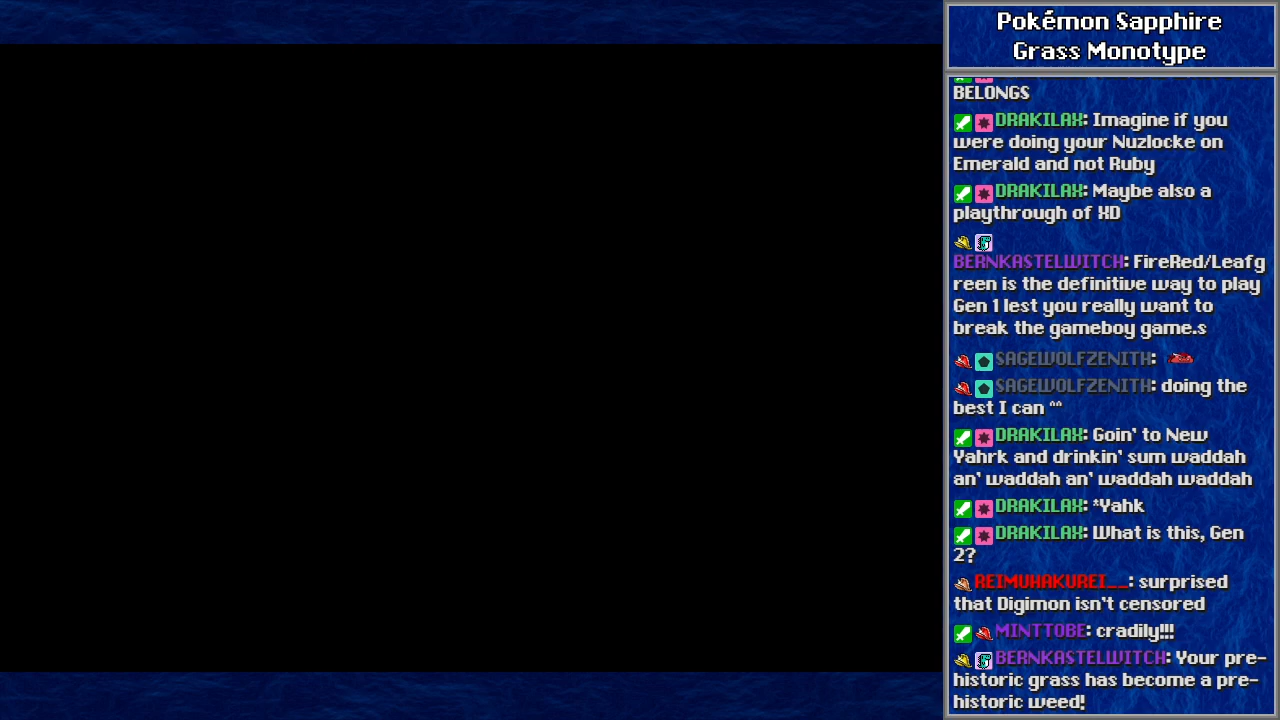 Pokémon Sapphire
Grass Monotype
BELONGS
DRAKILAX: Imagine if you
were doing your Nuzlocke on
Emerald and not Ruby
DRAKILAX: Maybe also a
playthrough of XD
BERNKASTELWITCH: FireRed/Leafg
reen is the definitive way to play
Gen 1 lest you really want to
break the gameboy game.s
SAGEWOLFZENITH:
SAGEWOLFZENITH: doing the
best I can ^^
DRAKILAX: Goin' to New
Yahrk and drinkin' sum waddah
an' waddah an' waddah waddah
DRAKILAX: *Yahk
DRAKILAX: What is this, Gen
2?
REIMUHAKUREI__: surprised
that Digimon isn't censored
MINTTOBE: cradily!!!
BERNKASTELWITCH: Your pre-
historic grass has become a pre-
historic weed!